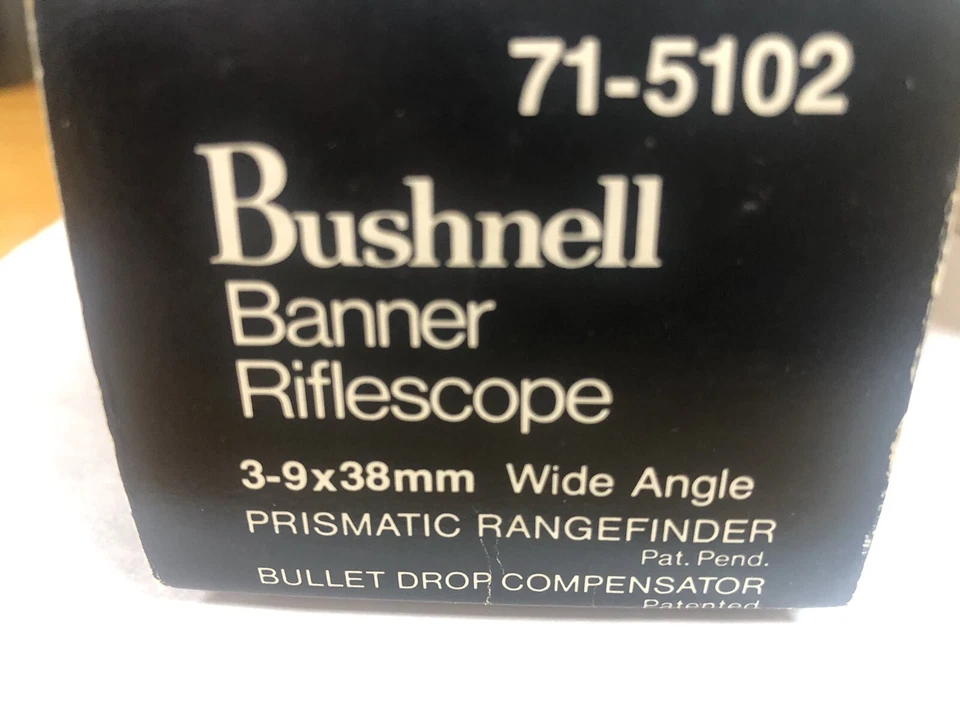 71-5102
Bushnell
Banner
Riflescope
3-9x38mm Wide Angle
PRISMATIC RANGEFINDER
Pat. Pend.
BULLET DROP COMPENSATOR
Patented